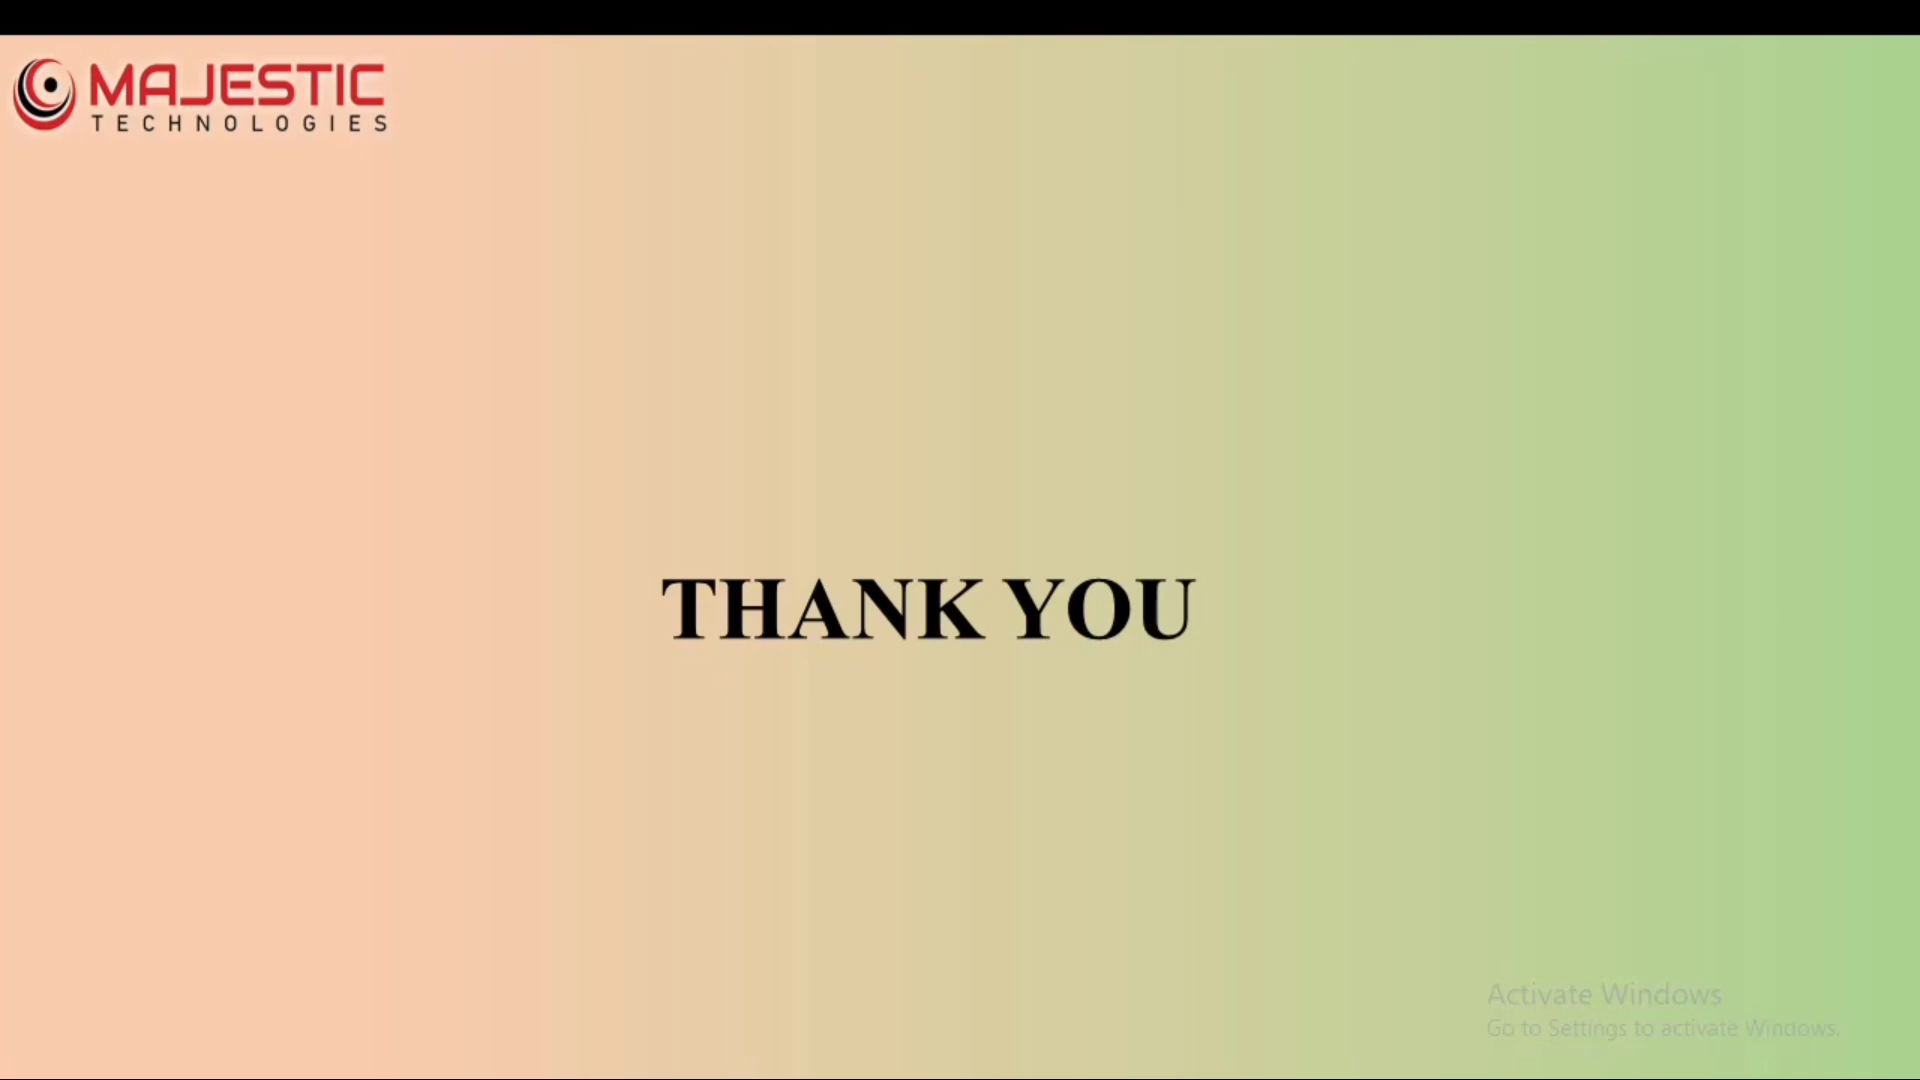 MAJESTIC
TECHNOLOGIES
THANK YOU
Activate Windows
Go to Settings to activate Windows.